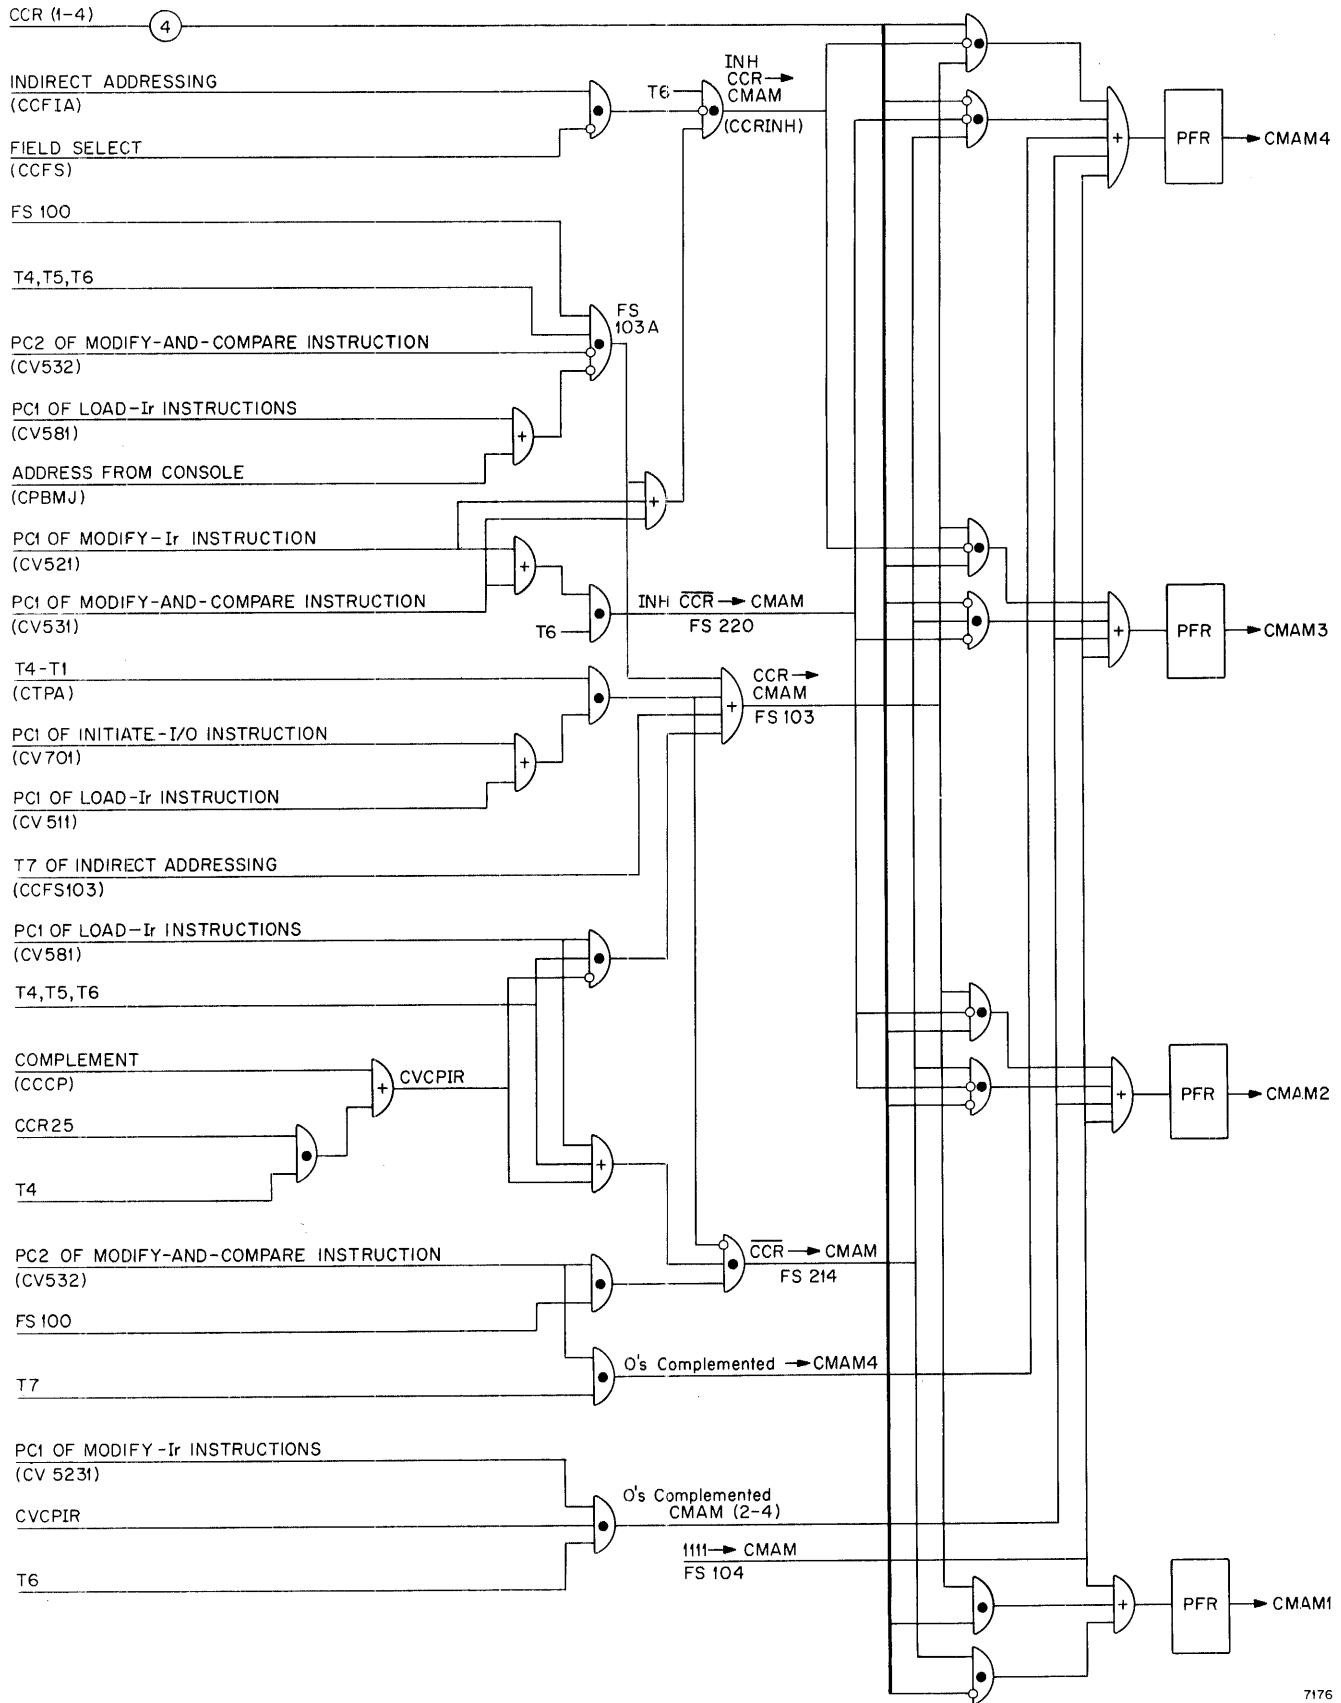 CCR (1-4)
4
INDIRECT ADDRESSING
(CCFIA)
FIELD SELECT
(CCFS)
T6
INH
CCR →
CMAM
(CCRINH)
+
PFR
CMAM4
FS 100
T4,T5,T6
FS
103A
PC2 OF MODIFY-AND-COMPARE INSTRUCTION
(CV532)
PC1 OF LOAD-Ir INSTRUCTIONS
(CV581)
+
ADDRESS FROM CONSOLE
(CPBMJ)
+
PC1 OF MODIFY-Ir INSTRUCTION
(CV521)
+
PC1 OF MODIFY-AND-COMPARE INSTRUCTION
(CV531)
T6
INH C̅C̅R̅ → CMAM
FS 220
+
PFR
CMAM3
T4-T1
(CTPA)
+
CCR →
CMAM
FS 103
PC1 OF INITIATE-I/O INSTRUCTION
(CV701)
+
PC1 OF LOAD-Ir INSTRUCTION
(CV511)
T7 OF INDIRECT ADDRESSING
(CCFS103)
PC1 OF LOAD-Ir INSTRUCTIONS
(CV581)
T4,T5,T6
COMPLEMENT
(CCCP)
+
CVCPIR
+
PFR
CMAM2
CCR25
T4
+
PC2 OF MODIFY-AND-COMPARE INSTRUCTION
(CV532)
C̅C̅R̅ → CMAM
FS 214
FS 100
O's Complemented → CMAM4
T7
PC1 OF MODIFY-Ir INSTRUCTIONS
(CV 5231)
O's Complemented
CMAM (2-4)
CVCPIR
1111 → CMAM
FS 104
T6
+
PFR
CMAM1
7176